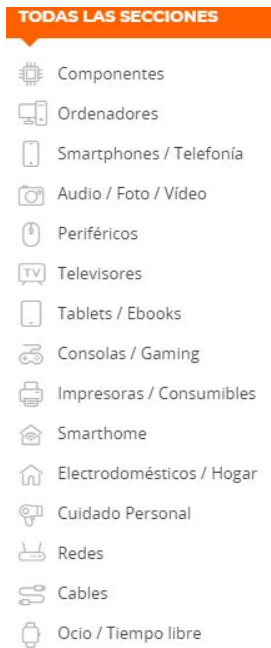 TODAS LAS SECCIONES
Componentes
Ordenadores
Smartphones / Telefonía
Audio / Foto / Vídeo
Periféricos
TV Televisores
Tablets / Ebooks
Consolas / Gaming
Impresoras / Consumibles
Smarthome
Electrodomésticos / Hogar
Cuidado Personal
Redes
Cables
Ocio / Tiempo libre